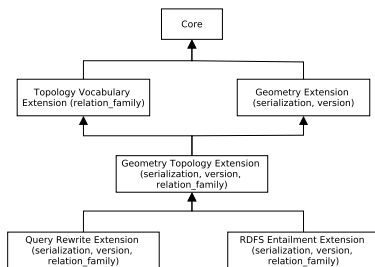 Core
Topology Vocabulary
Extension (relation_family)
Geometry Extension
(serialization, version)
Geometry Topology Extension
(serialization, version,
relation_family)
Query Rewrite Extension
(serialization, version,
relation_family)
RDFS Entailment Extension
(serialization, version,
relation_family)